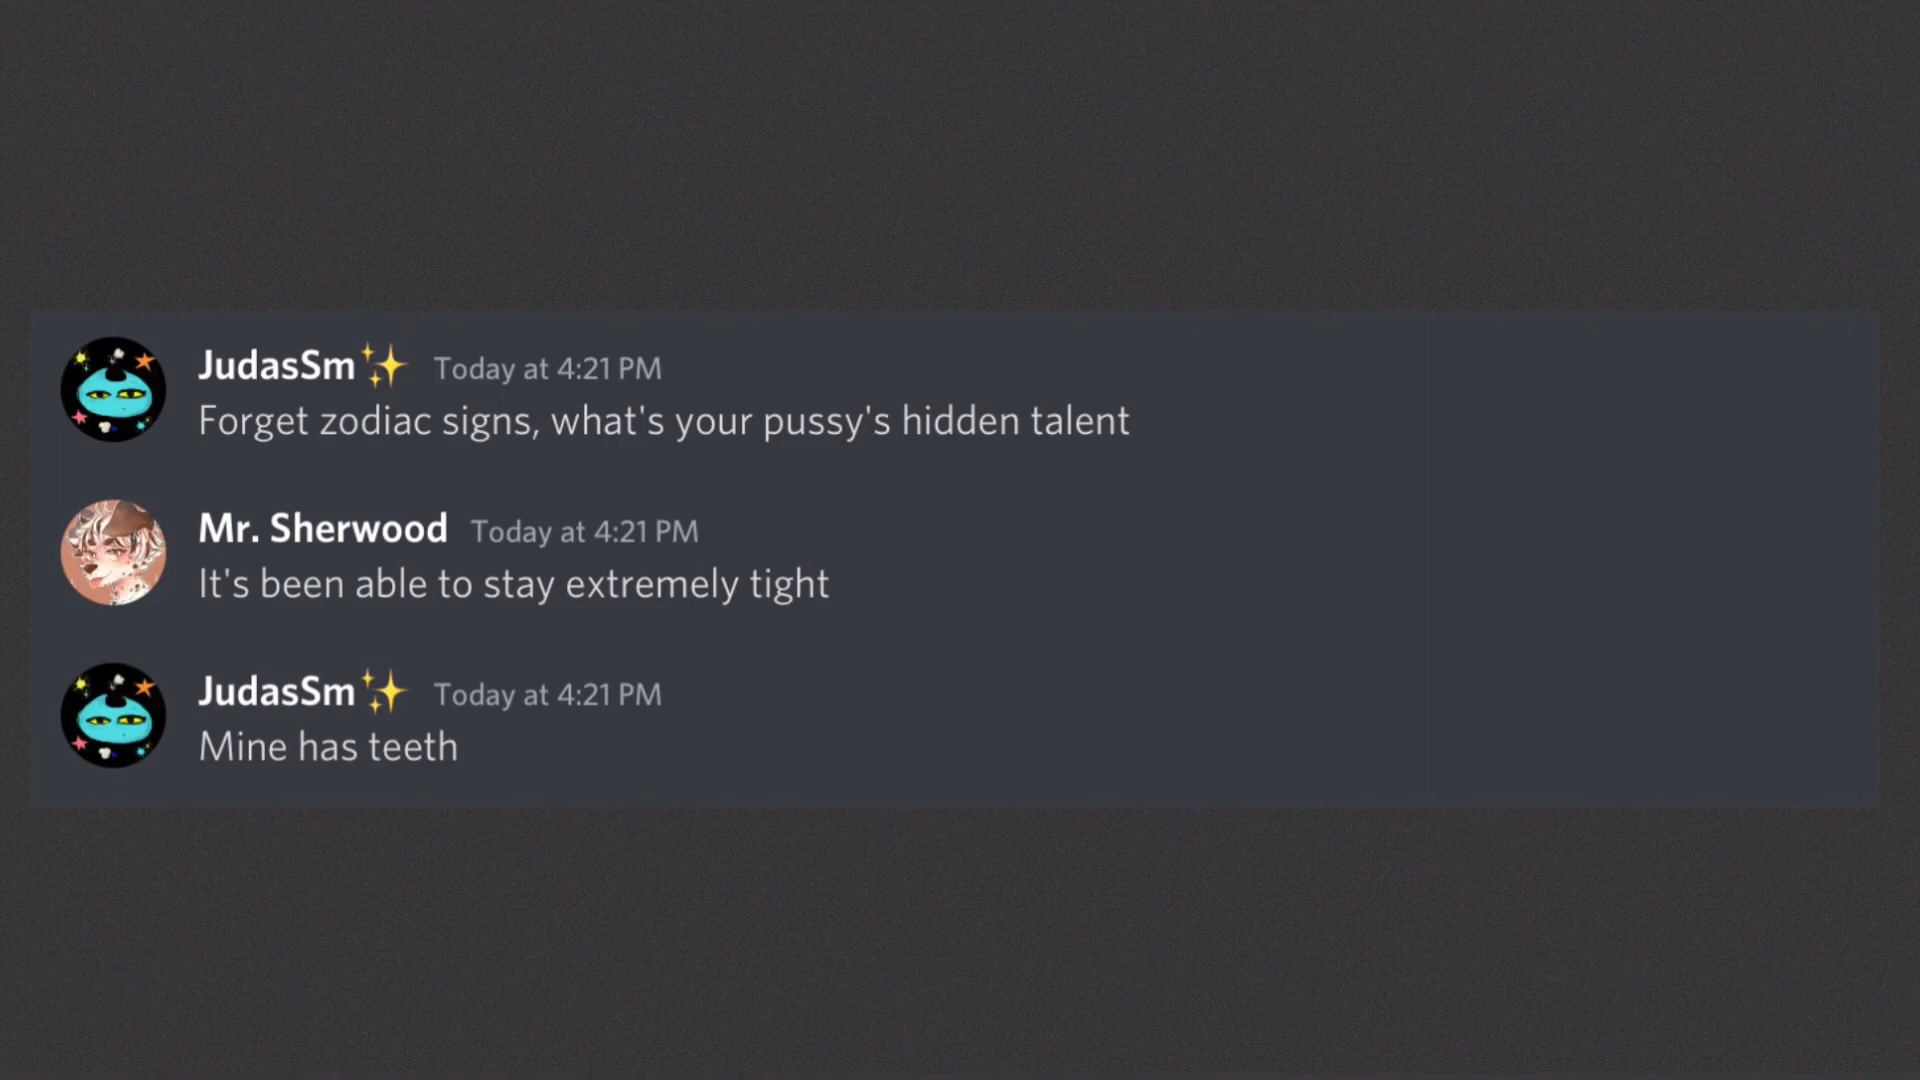 JudasSm✨ Today at 4:21 PM
Forget zodiac signs, what's your pussy's hidden talent
Mr. Sherwood Today at 4:21 PM
It's been able to stay extremely tight
JudasSm✨ Today at 4:21 PM
Mine has teeth